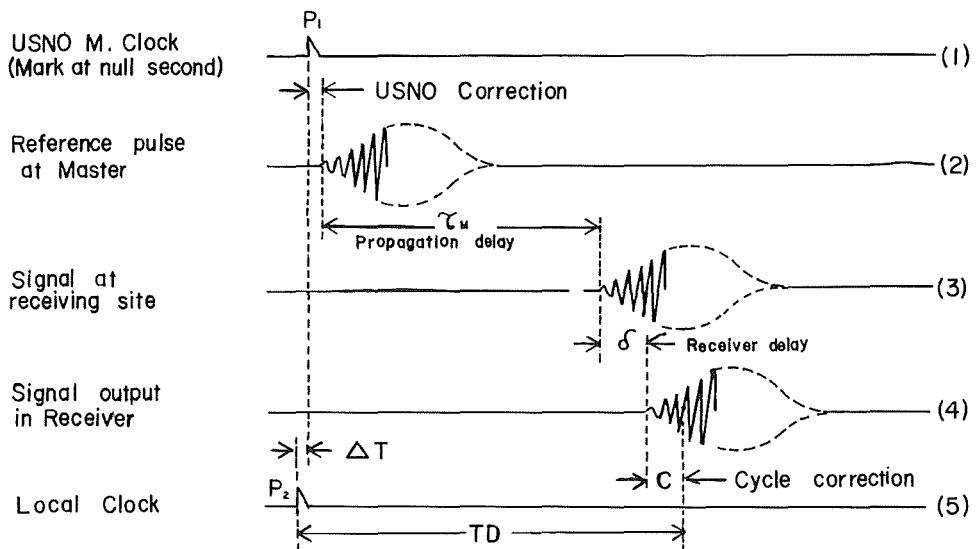 P₁
USNO M. Clock
(Mark at null second)
(1)
USNO Correction
Reference pulse
at Master
(2)
τM
Propagation delay
Signal at
receiving site
(3)
δ
Receiver delay
Signal output
in Receiver
(4)
ΔT
C
Cycle correction
P₂
Local Clock
(5)
TD